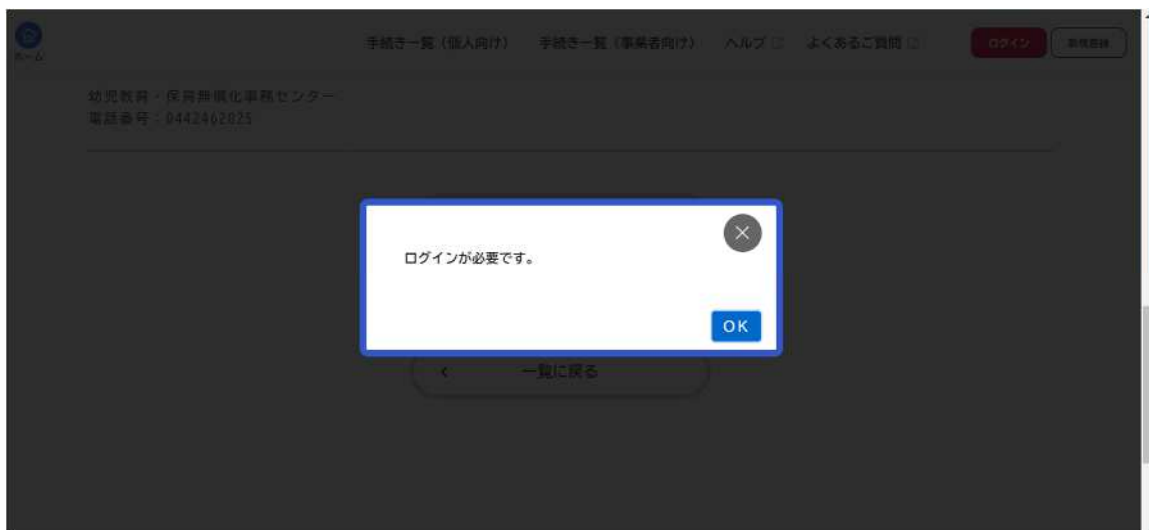 ホーム
手続き一覧(個人向け) 手続き一覧(事業者向け) ヘルプ よくあるご質問 ログイン 新規登録
幼児教育・保育無償化事務センター
電話番号:0442462025
ログインが必要です。
OK
一覧に戻る